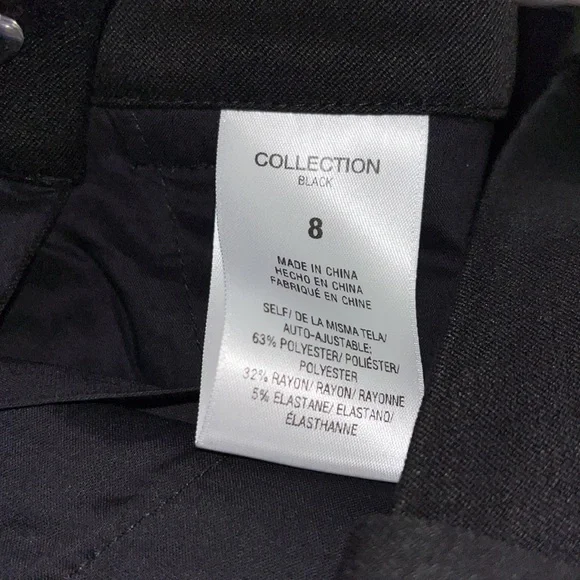 COLLECTION
BLACK
8
MADE IN CHINA
HECHO EN CHINA
FABRIQUÉ EN CHINE
SELF/ DE LA MISMA TELA/
AUTO-AJUSTABLE:
63% POLYESTER/ POLIÉSTER/
POLYESTER
32% RAYON/ RAYON/ RAYONNE
5% ELASTANE/ ELASTANO/
ÉLASTHANNE